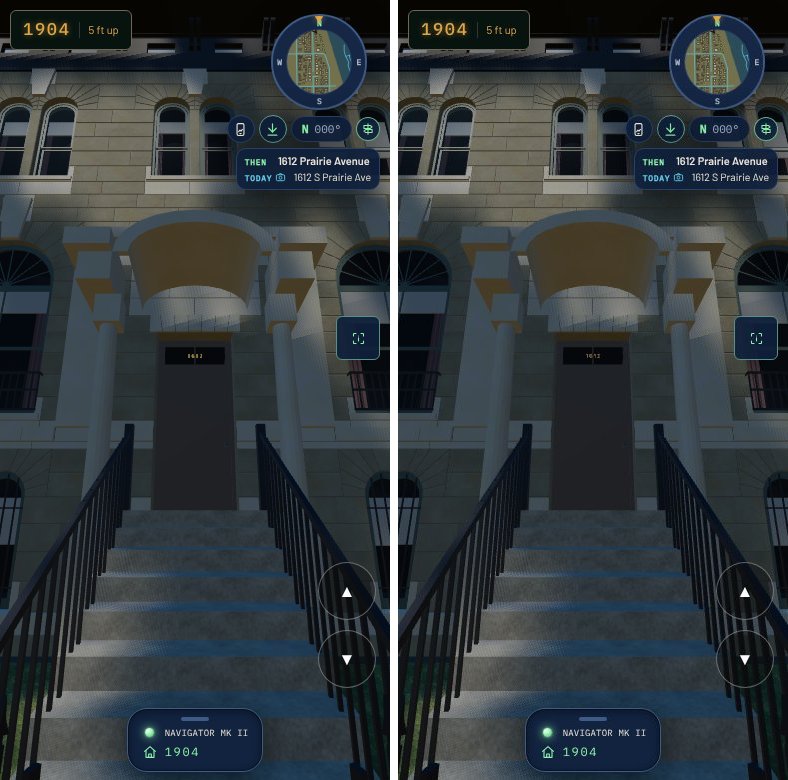 1904 5 ft up
N
W E
S
N 000°
THEN 1612 Prairie Avenue
TODAY 1612 S Prairie Ave
▲
▼
NAVIGATOR MK II
1904
1904 5 ft up
N
W E
S
N 000°
THEN 1612 Prairie Avenue
TODAY 1612 S Prairie Ave
▲
▼
NAVIGATOR MK II
1904